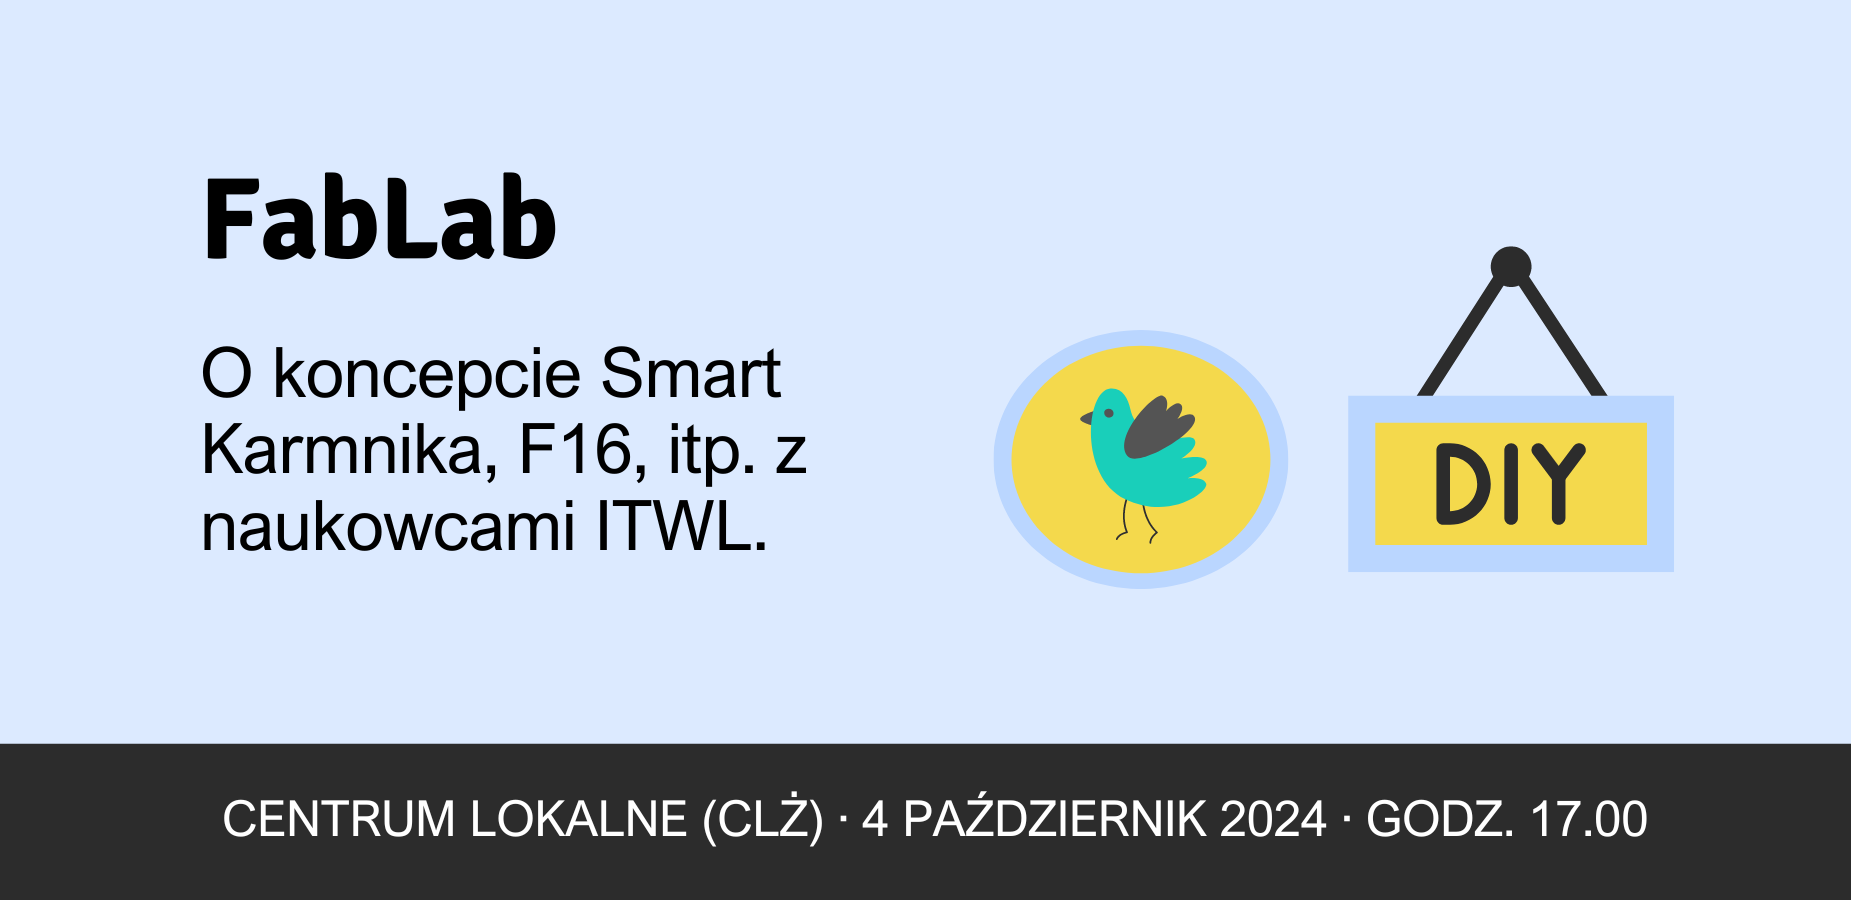 FabLab
O koncepcie Smart
Karmnika, F16, itp. z
naukowcami ITWL.
DIY
CENTRUM LOKALNE (CLŻ) · 4 PAŹDZIERNIK 2024 · GODZ. 17.00